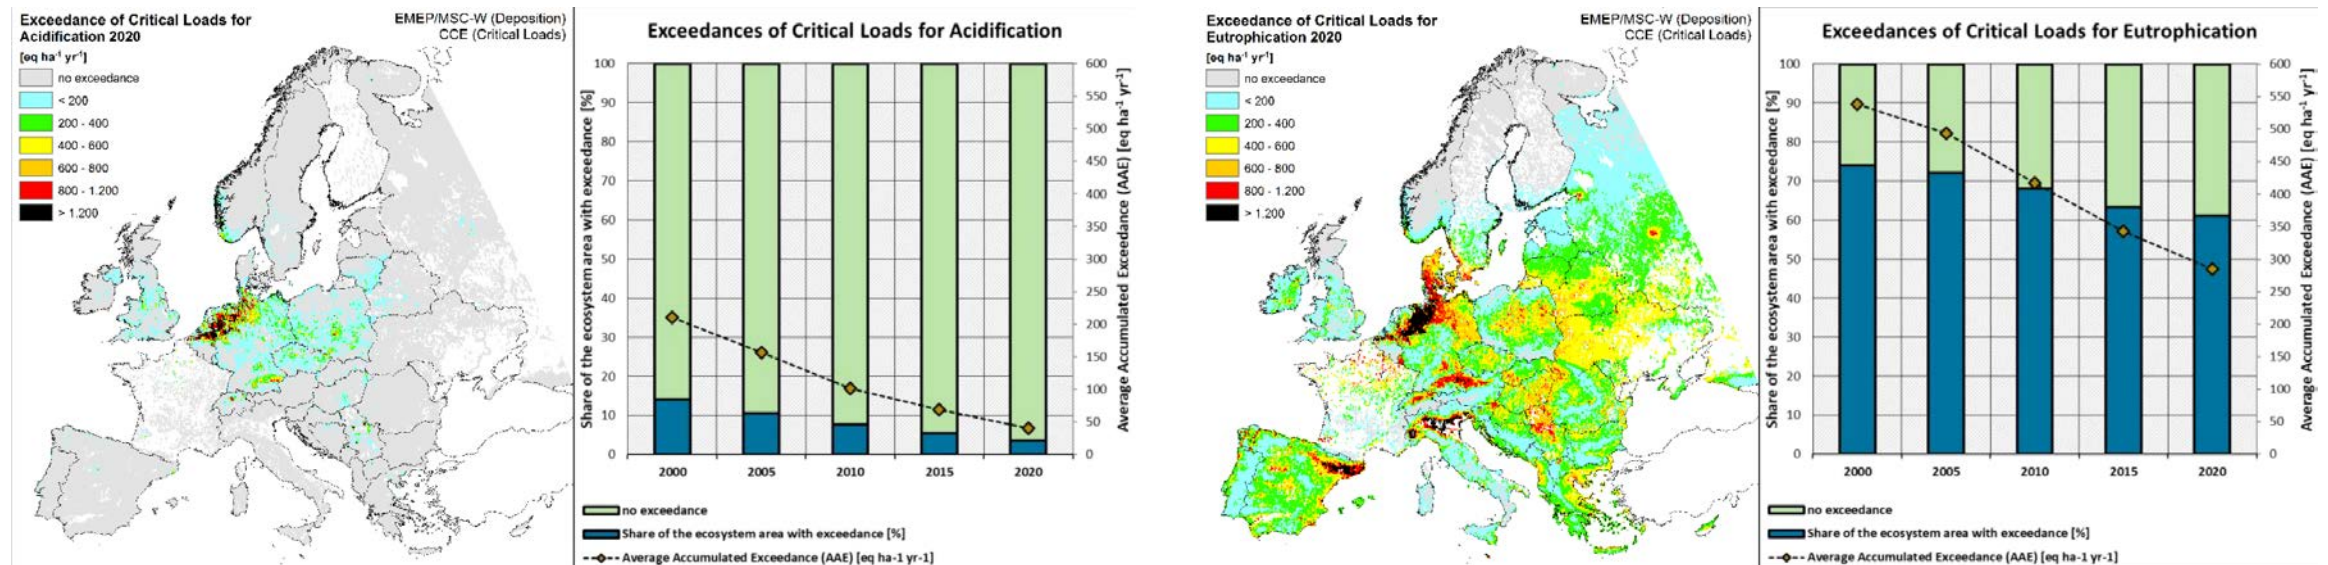 Exceedance of Critical Loads for
Acidification 2020
[eq ha-1 yr-1]
EMEP/MSC-W (Deposition)
CCE (Critical Loads)
no exceedance
< 200
200 - 400
400 - 600
600 - 800
800 - 1.200
> 1.200
Exceedances of Critical Loads for Acidification
Share of the ecosystem area with exceedance [%]
100
90
80
70
60
50
40
30
20
10
0
600
550
500
450
400
350
300
250
200
150
100
50
0
Average Accumulated Exceedance (AAE) [eq ha-1 yr-1]
2000 2005 2010 2015 2020
no exceedance
Share of the ecosystem area with exceedance [%]
Average Accumulated Exceedance (AAE) [eq ha-1 yr-1]
Exceedance of Critical Loads for
Eutrophication 2020
[eq ha-1 yr-1]
EMEP/MSC-W (Deposition)
CCE (Critical Loads)
no exceedance
< 200
200 - 400
400 - 600
600 - 800
800 - 1.200
> 1.200
Exceedances of Critical Loads for Eutrophication
Share of the ecosystem area with exceedance [%]
100
90
80
70
60
50
40
30
20
10
0
600
550
500
450
400
350
300
250
200
150
100
50
0
Average Accumulated Exceedance (AAE) [eq ha-1 yr-1]
2000 2005 2010 2015 2020
no exceedance
Share of the ecosystem area with exceedance [%]
Average Accumulated Exceedance (AAE) [eq ha-1 yr-1]